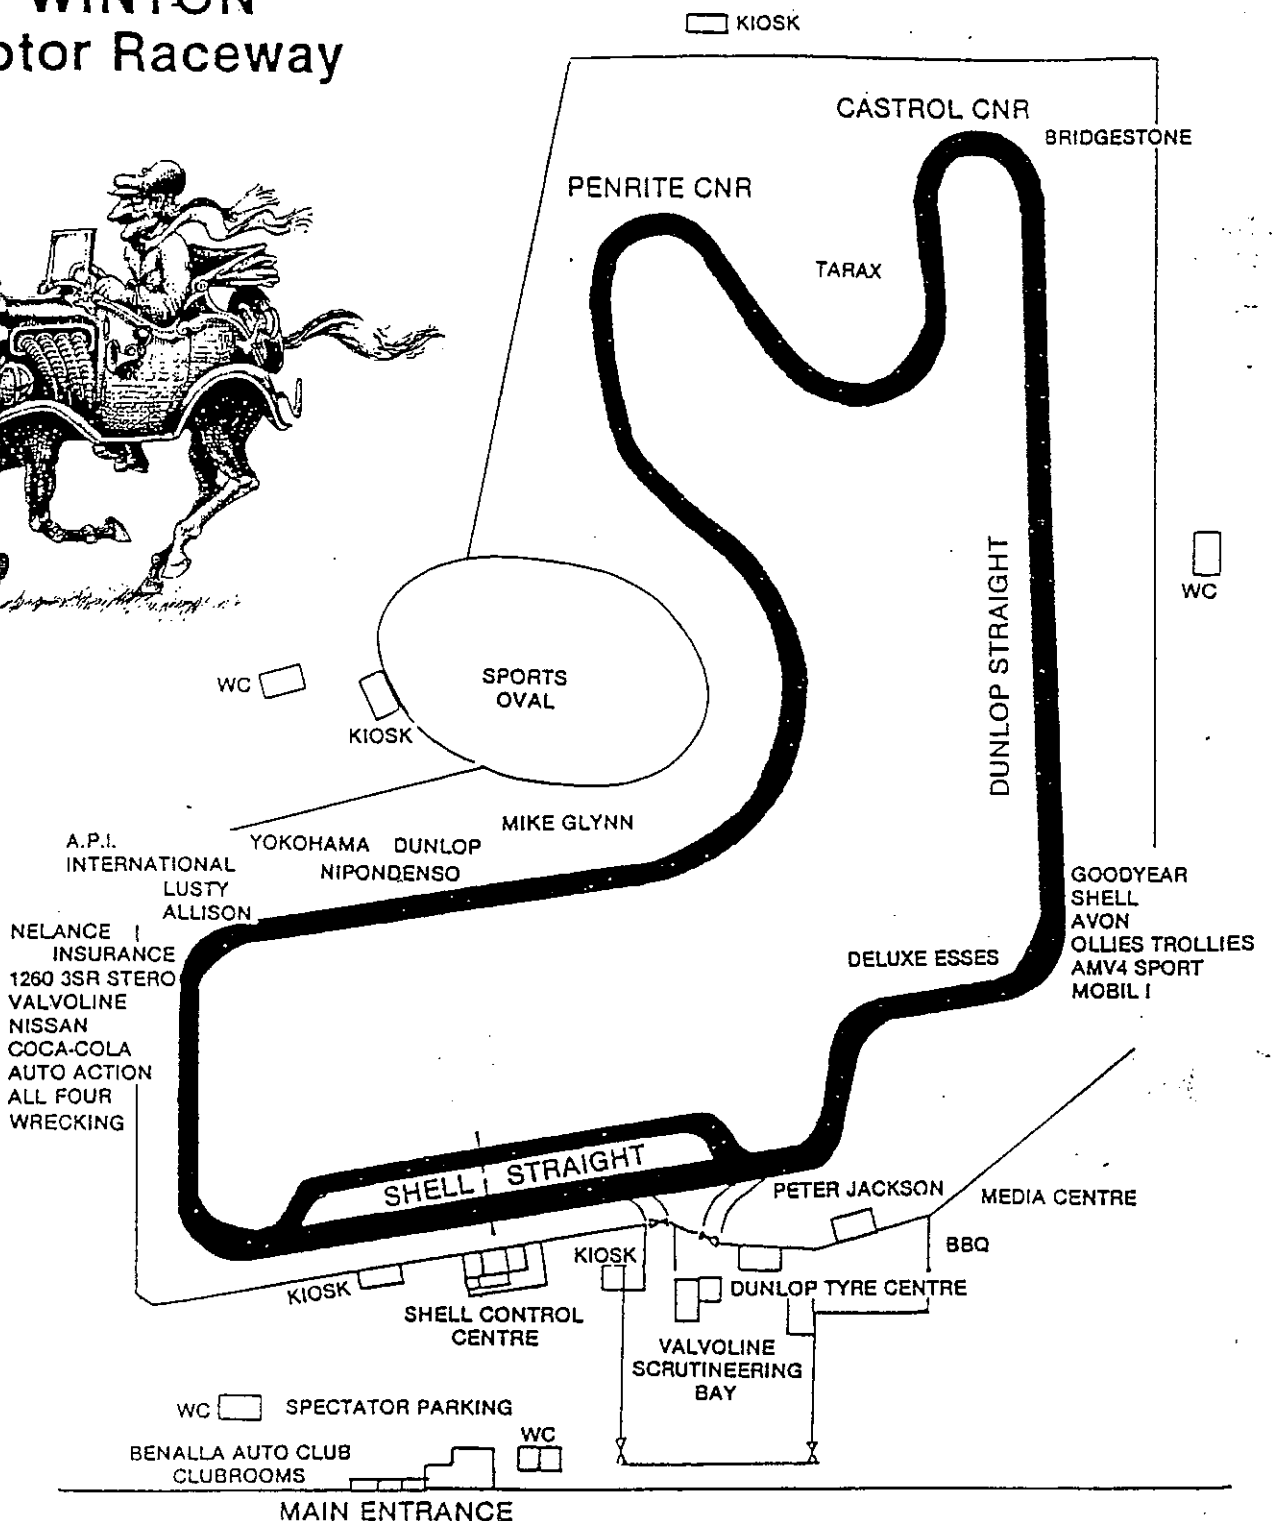 WINTON
otor Raceway
KIOSK
CASTROL CNR
BRIDGESTONE
PENRITE CNR
TARAX
DUNLOP STRAIGHT
WC
WC
SPORTS
OVAL
KIOSK
MIKE GLYNN
A.P.I.
INTERNATIONAL
LUSTY
ALLISON
YOKOHAMA DUNLOP
NIPONDENSO
NELANCE
INSURANCE
1260 3SR STERO
VALVOLINE
NISSAN
COCA-COLA
AUTO ACTION
ALL FOUR
WRECKING
GOODYEAR
SHELL
AVON
OLLIES TROLLIES
AMV4 SPORT
MOBIL I
DELUXE ESSES
SHELL STRAIGHT
PETER JACKSON
MEDIA CENTRE
BBQ
KIOSK
KIOSK
SHELL CONTROL
CENTRE
DUNLOP TYRE CENTRE
VALVOLINE
SCRUTINEERING
BAY
WC
SPECTATOR PARKING
WC
BENALLA AUTO CLUB
CLUBROOMS
MAIN ENTRANCE